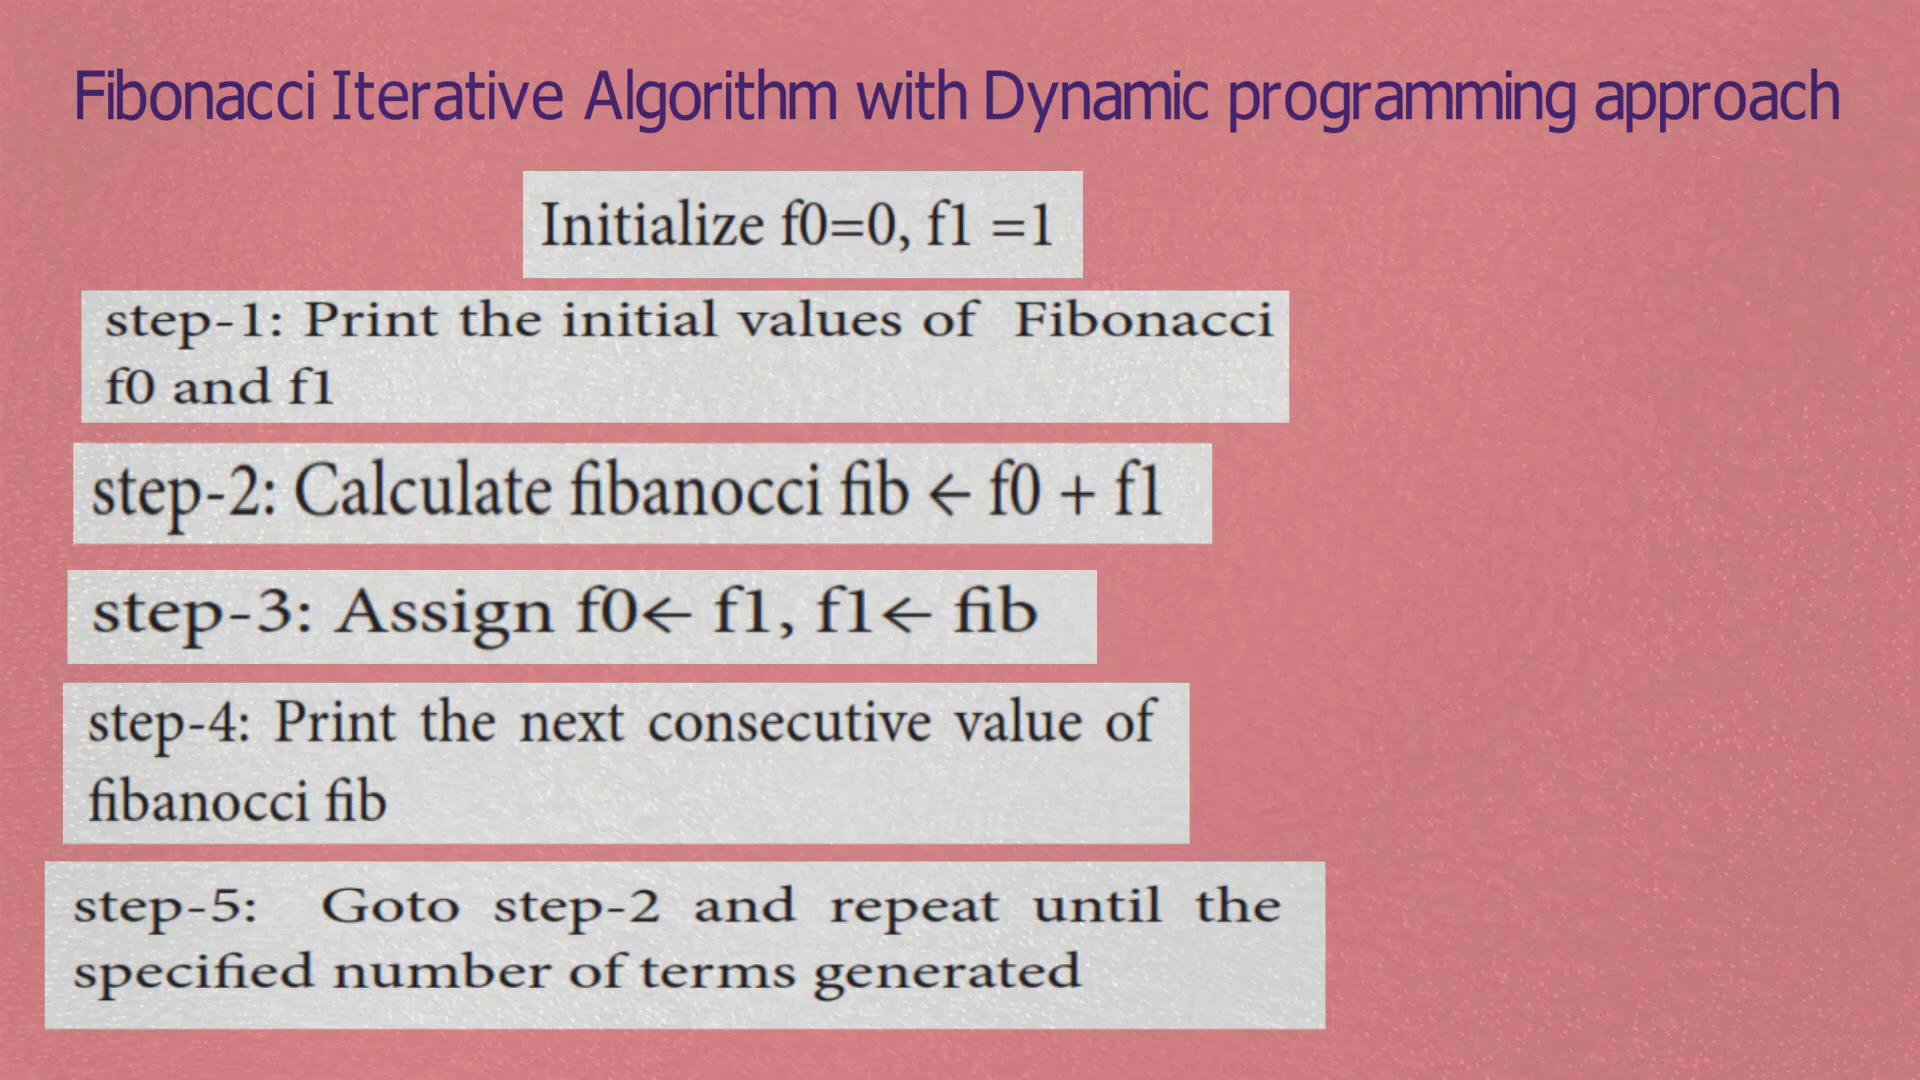 Fibonacci Iterative Algorithm with Dynamic programming approach
Initialize f0=0, f1 =1
step-1: Print the initial values of Fibonacci
f0 and f1
step-2: Calculate fibanocci fib ← f0 + f1
step-3: Assign f0← f1, f1← fib
step-4: Print the next consecutive value of
fibanocci fib
step-5: Goto step-2 and repeat until the
specified number of terms generated